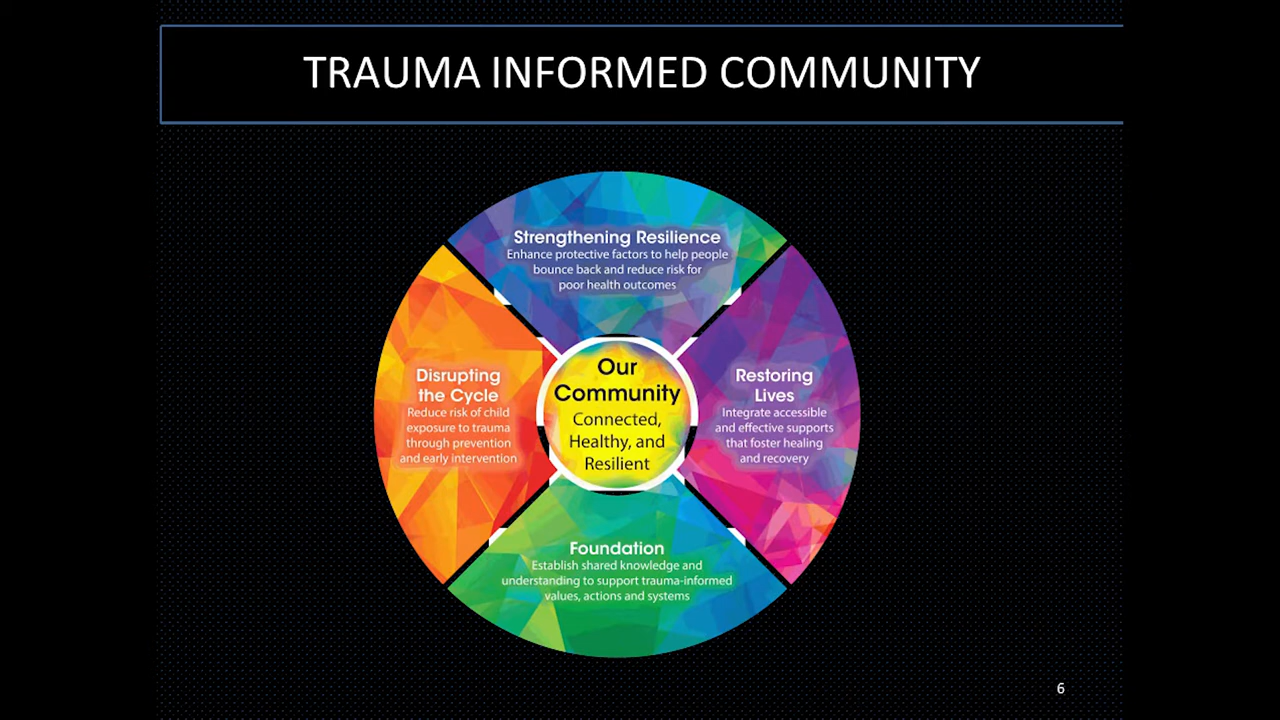 TRAUMA INFORMED COMMUNITY
Strengthening Resilience
Enhance protective factors to help people
bounce back and reduce risk for
poor health outcomes
Disrupting
the Cycle
Reduce risk of child
exposure to trauma
through prevention
and early intervention
Our
Community
Connected,
Healthy, and
Resilient
Restoring
Lives
Integrate accessible
and effective supports
that foster healing
and recovery
Foundation
Establish shared knowledge and
understanding to support trauma-informed
values, actions and systems
6